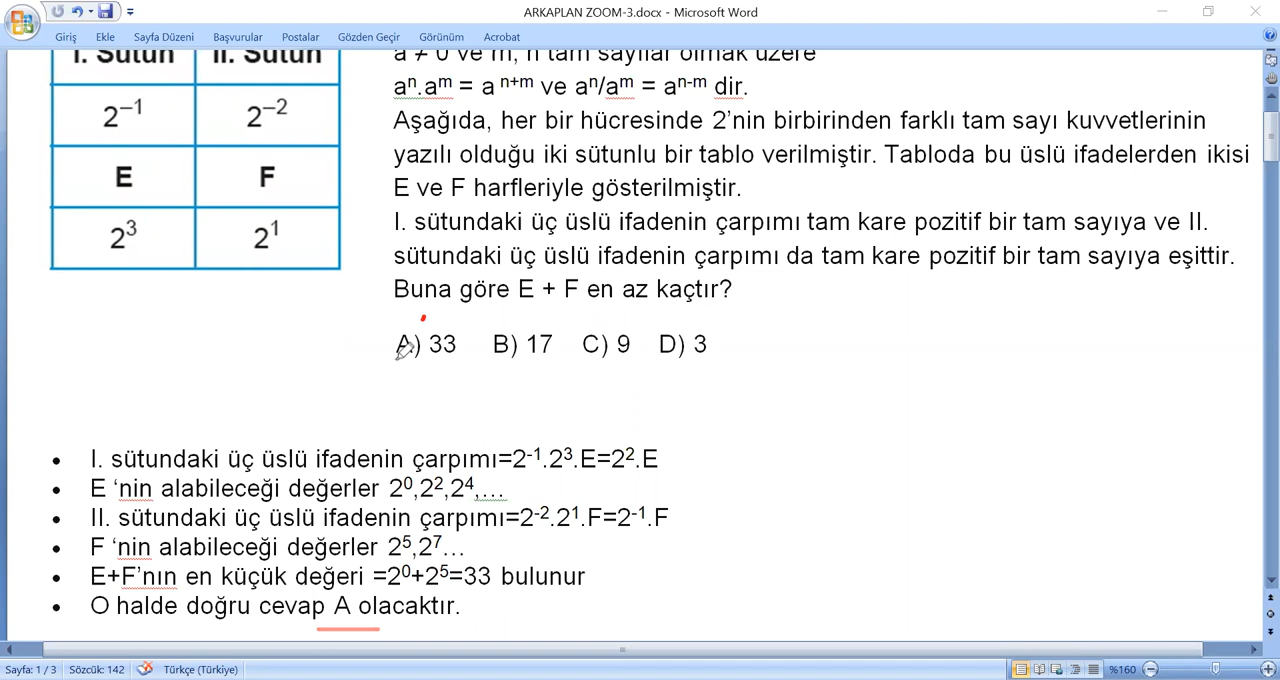 ARKAPLAN ZOOM-3.docx - Microsoft Word
Giriş Ekle Sayfa Düzeni Başvurular Postalar Gözden Geçir Görünüm Acrobat
I. Sütun II. Sütun
2⁻¹ 2⁻²
E F
2³ 2¹
a ≠ 0 ve m, n tam sayılar olmak üzere
aⁿ.aᵐ = a ⁿ⁺ᵐ ve aⁿ/aᵐ = aⁿ⁻ᵐ dir.
Aşağıda, her bir hücresinde 2’nin birbirinden farklı tam sayı kuvvetlerinin
yazılı olduğu iki sütunlu bir tablo verilmiştir. Tabloda bu üslü ifadelerden ikisi
E ve F harfleriyle gösterilmiştir.
I. sütundaki üç üslü ifadenin çarpımı tam kare pozitif bir tam sayıya ve II.
sütundaki üç üslü ifadenin çarpımı da tam kare pozitif bir tam sayıya eşittir.
Buna göre E + F en az kaçtır?
A) 33 B) 17 C) 9 D) 3
• I. sütundaki üç üslü ifadenin çarpımı=2⁻¹.2³.E=2².E
• E ‘nin alabileceği değerler 2⁰,2²,2⁴,…
• II. sütundaki üç üslü ifadenin çarpımı=2⁻².2¹.F=2⁻¹.F
• F ‘nin alabileceği değerler 2⁵,2⁷…
• E+F’nın en küçük değeri =2⁰+2⁵=33 bulunur
• O halde doğru cevap A olacaktır.
Sayfa: 1 / 3 Sözcük: 142 Türkçe (Türkiye) %160